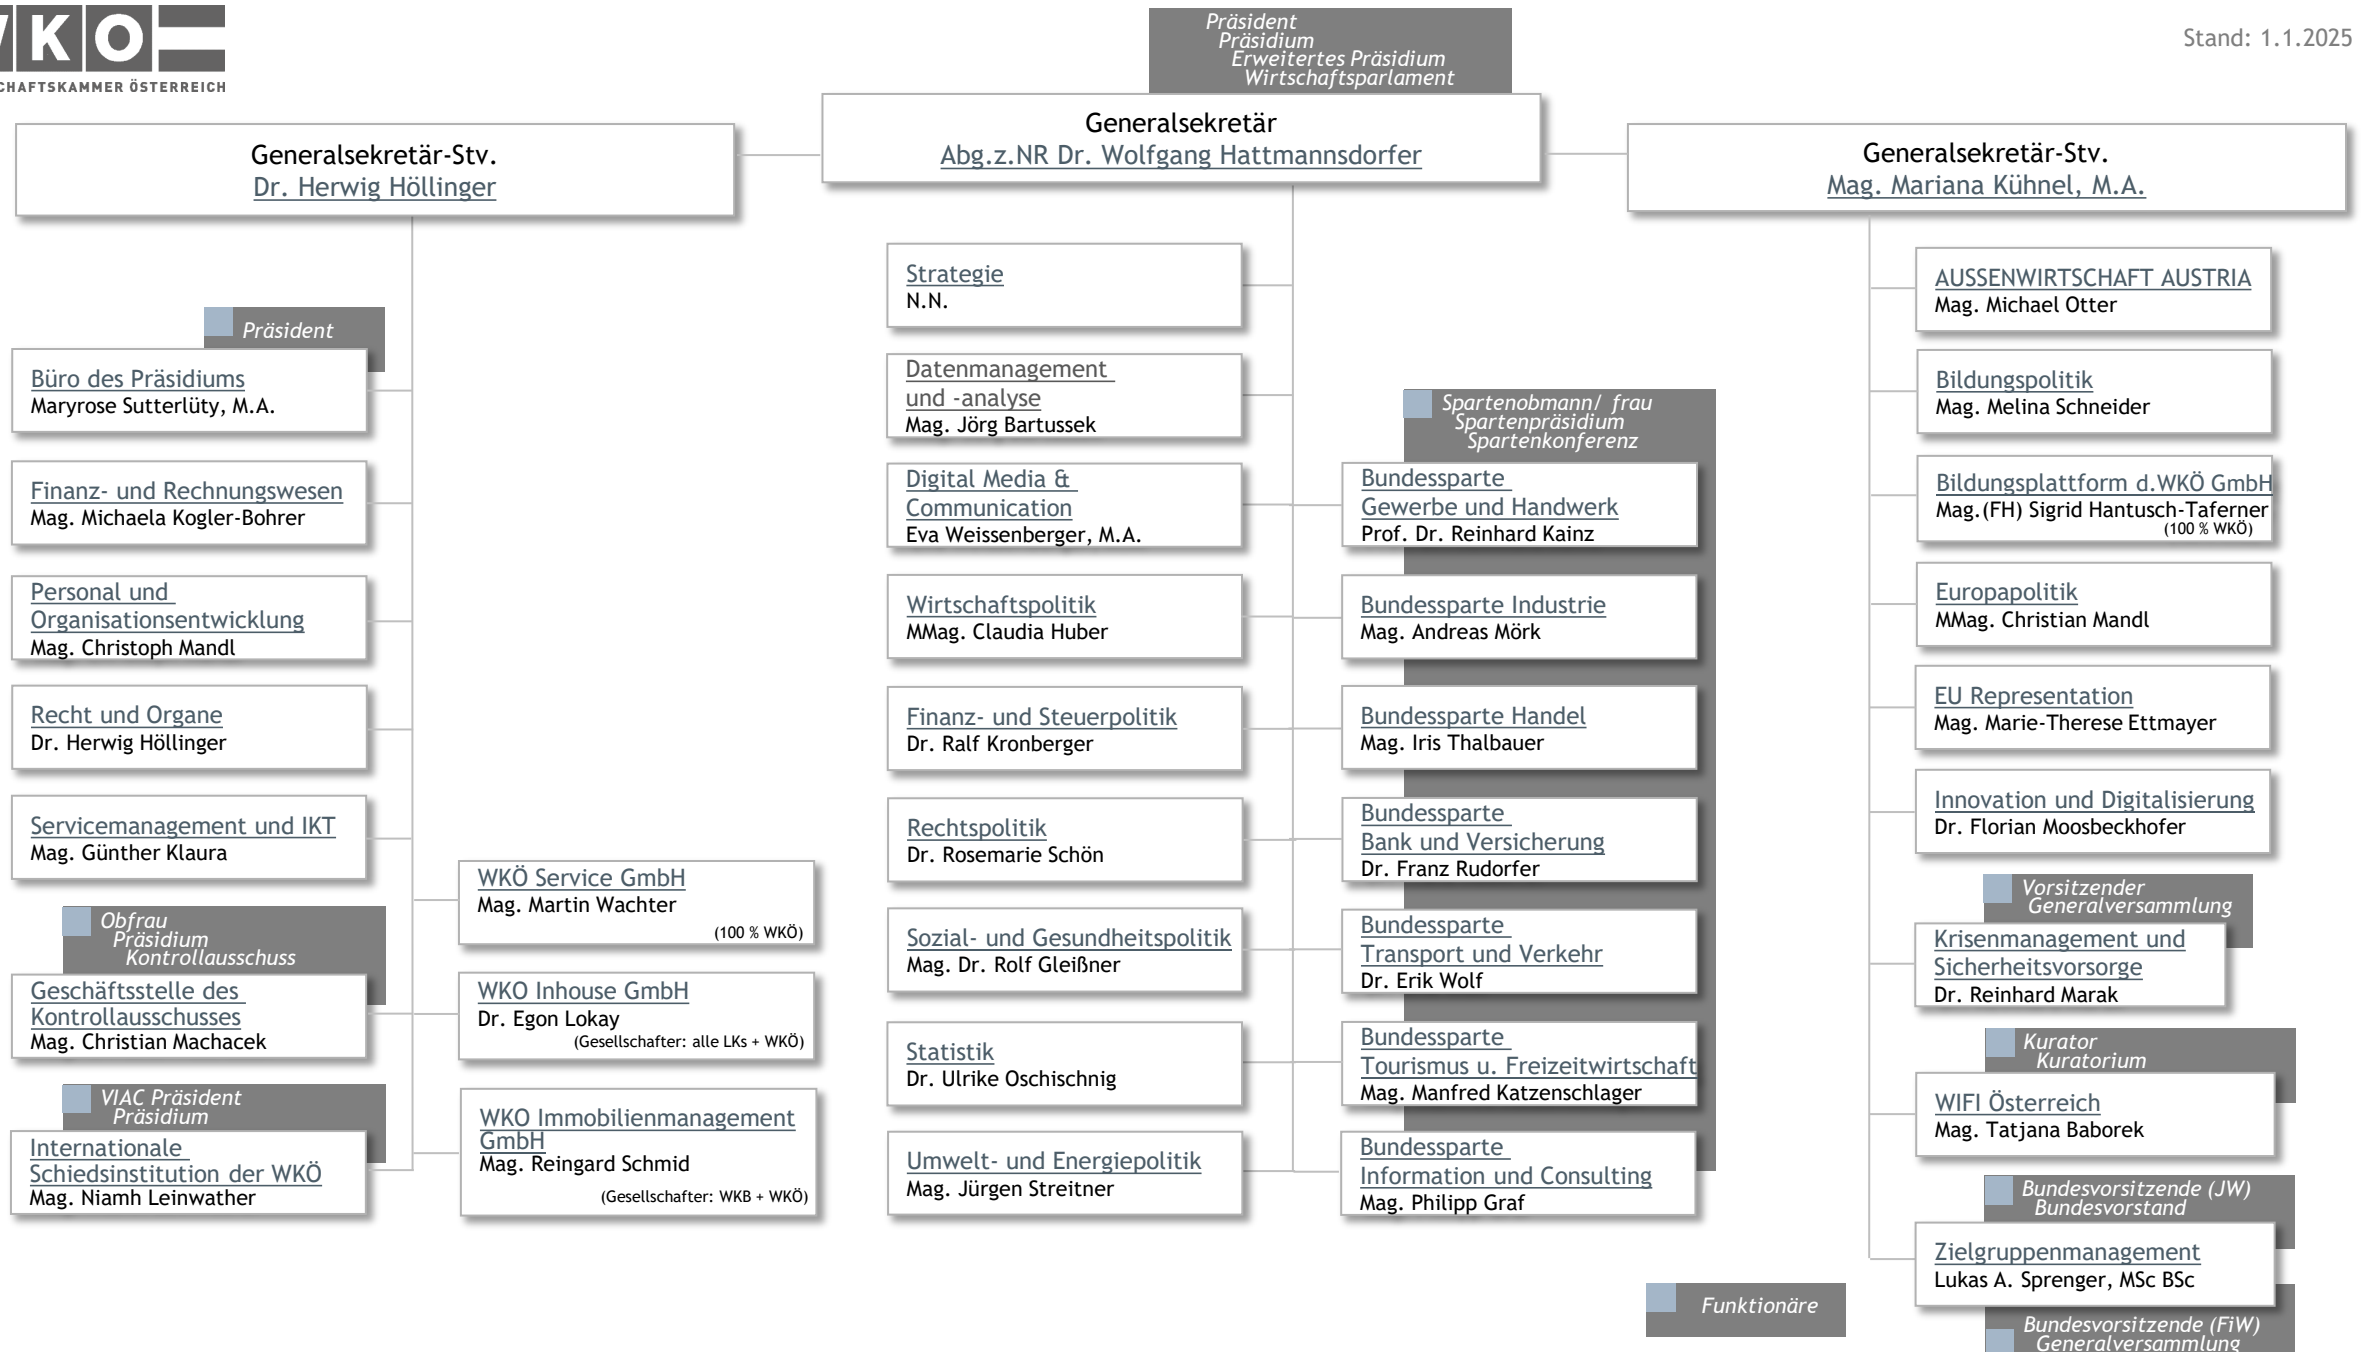 KO
CHAFTSKAMMER ÖSTERREICH
Präsident
Präsidium
Erweitertes Präsidium
Wirtschaftsparlament
Stand: 1.1.2025
Generalsekretär-Stv.
Dr. Herwig Höllinger
Generalsekretär
Abg.z.NR Dr. Wolfgang Hattmannsdorfer
Generalsekretär-Stv.
Mag. Mariana Kühnel, M.A.
Präsident
Büro des Präsidiums
Maryrose Sutterlüty, M.A.
Finanz- und Rechnungswesen
Mag. Michaela Kogler-Bohrer
Personal und
Organisationsentwicklung
Mag. Christoph Mandl
Recht und Organe
Dr. Herwig Höllinger
Servicemanagement und IKT
Mag. Günther Klaura
Obfrau
Präsidium
Kontrollausschuss
Geschäftsstelle des
Kontrollausschusses
Mag. Christian Machacek
VIAC Präsident
Präsidium
Internationale
Schiedsinstitution der WKÖ
Mag. Niamh Leinwather
WKÖ Service GmbH
Mag. Martin Wachter
(100 % WKÖ)
WKO Inhouse GmbH
Dr. Egon Lokay
(Gesellschafter: alle LKs + WKÖ)
WKO Immobilienmanagement
GmbH
Mag. Reingard Schmid
(Gesellschafter: WKB + WKÖ)
Strategie
N.N.
Datenmanagement
und -analyse
Mag. Jörg Bartussek
Digital Media &
Communication
Eva Weissenberger, M.A.
Wirtschaftspolitik
MMag. Claudia Huber
Finanz- und Steuerpolitik
Dr. Ralf Kronberger
Rechtspolitik
Dr. Rosemarie Schön
Sozial- und Gesundheitspolitik
Mag. Dr. Rolf Gleißner
Statistik
Dr. Ulrike Oschischnig
Umwelt- und Energiepolitik
Mag. Jürgen Streitner
Spartenobmann/ frau
Spartenpräsidium
Spartenkonferenz
Bundessparte
Gewerbe und Handwerk
Prof. Dr. Reinhard Kainz
Bundessparte Industrie
Mag. Andreas Mörk
Bundessparte Handel
Mag. Iris Thalbauer
Bundessparte
Bank und Versicherung
Dr. Franz Rudorfer
Bundessparte
Transport und Verkehr
Dr. Erik Wolf
Bundessparte
Tourismus u. Freizeitwirtschaft
Mag. Manfred Katzenschlager
Bundessparte
Information und Consulting
Mag. Philipp Graf
AUSSENWIRTSCHAFT AUSTRIA
Mag. Michael Otter
Bildungspolitik
Mag. Melina Schneider
Bildungsplattform d.WKÖ GmbH
Mag.(FH) Sigrid Hantusch-Taferner
(100 % WKÖ)
Europapolitik
MMag. Christian Mandl
EU Representation
Mag. Marie-Therese Ettmayer
Innovation und Digitalisierung
Dr. Florian Moosbeckhofer
Vorsitzender
Generalversammlung
Krisenmanagement und
Sicherheitsvorsorge
Dr. Reinhard Marak
Kurator
Kuratorium
WIFI Österreich
Mag. Tatjana Baborek
Bundesvorsitzende (JW)
Bundesvorstand
Zielgruppenmanagement
Lukas A. Sprenger, MSc BSc
Bundesvorsitzende (FiW)
Generalversammlung
Funktionäre